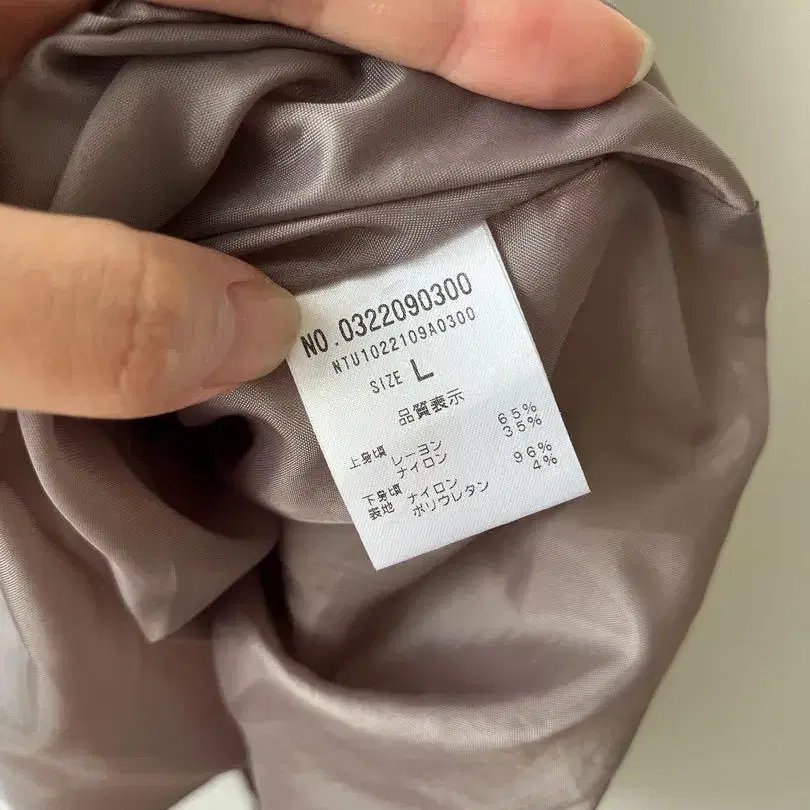 NO.0322090300
NTU1022109A0300
SIZE L
品質表示
上身頃 レーヨン 65%
ナイロン 35%
下身頃 ナイロン 96%
表地 ポリウレタン 4%